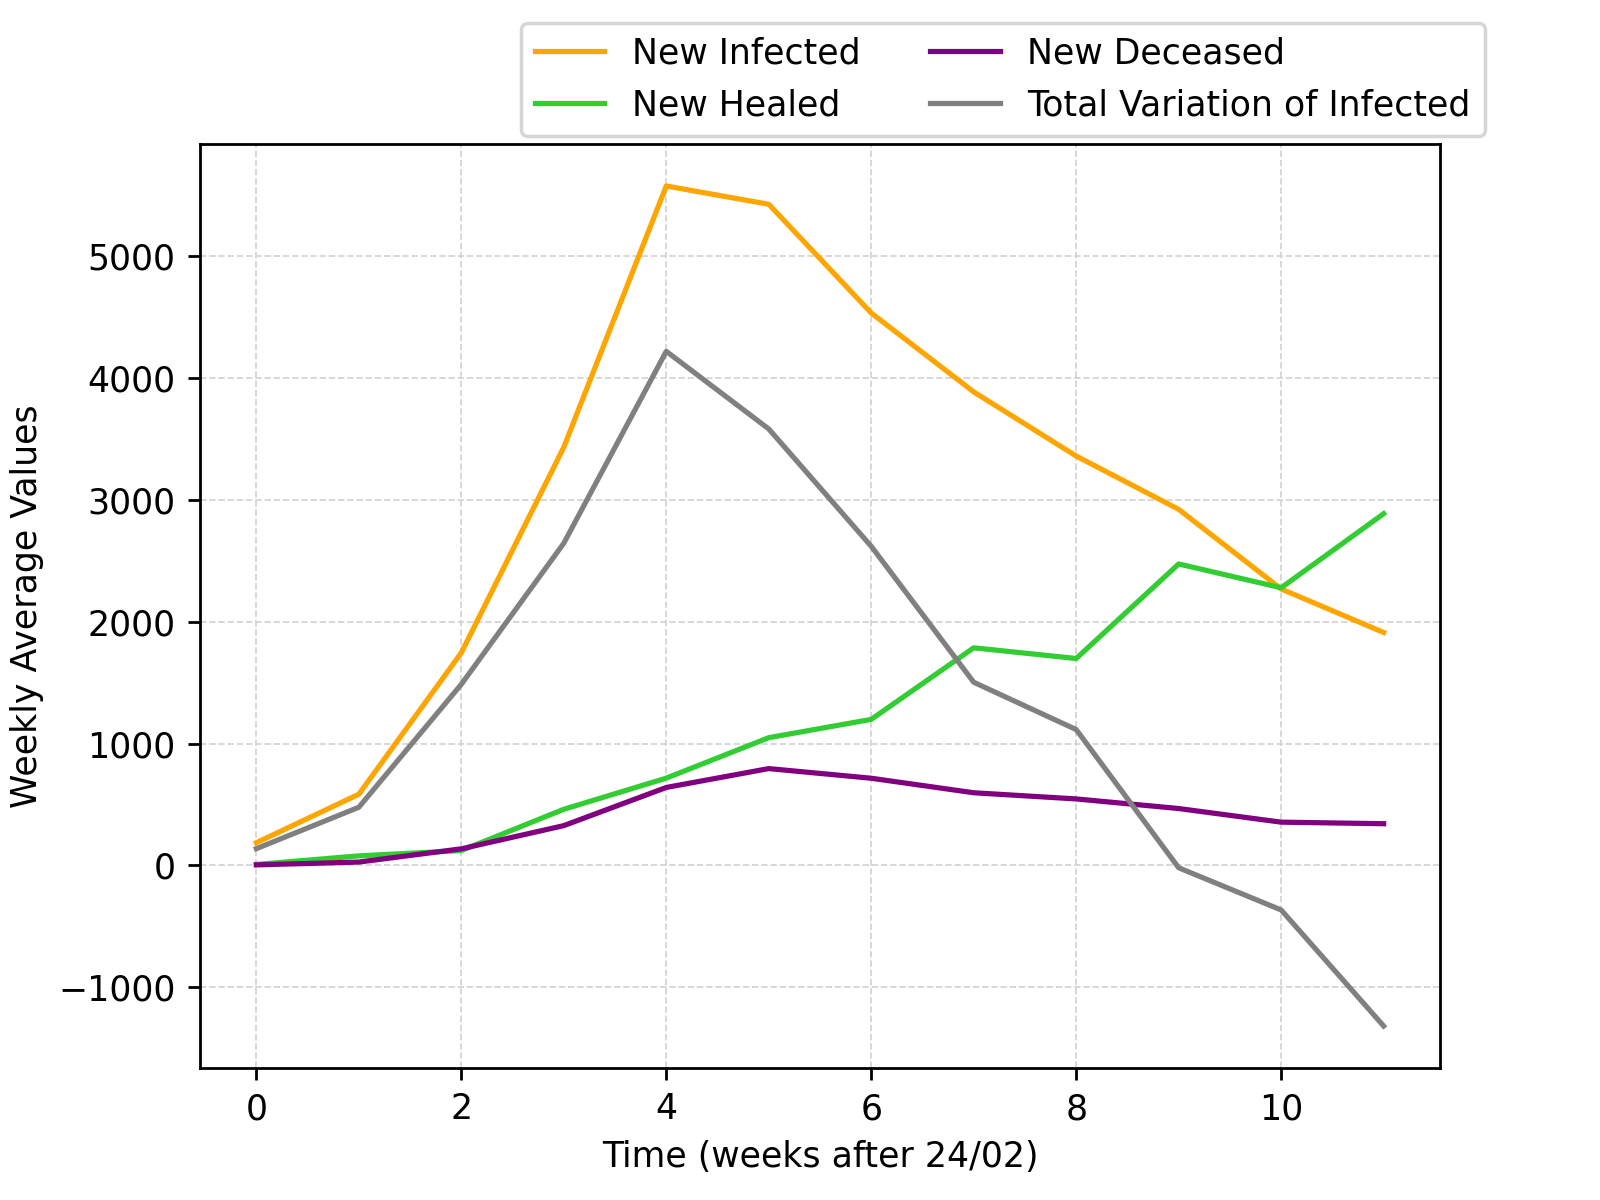 New Infected
New Healed
New Deceased
Total Variation of Infected
Weekly Average Values
5000
4000
3000
2000
1000
0
−1000
0 2 4 6 8 10
Time (weeks after 24/02)